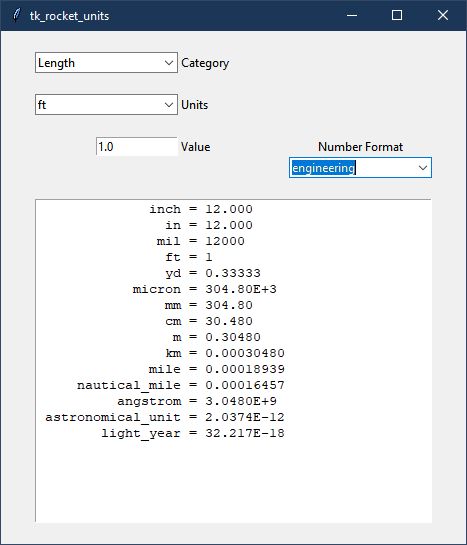 tk_rocket_units
Length Category
ft Units
1.0 Value Number Format
engineering
inch = 12.000
in = 12.000
mil = 12000
ft = 1
yd = 0.33333
micron = 304.80E+3
mm = 304.80
cm = 30.480
m = 0.30480
km = 0.00030480
mile = 0.00018939
nautical_mile = 0.00016457
angstrom = 3.0480E+9
astronomical_unit = 2.0374E-12
light_year = 32.217E-18